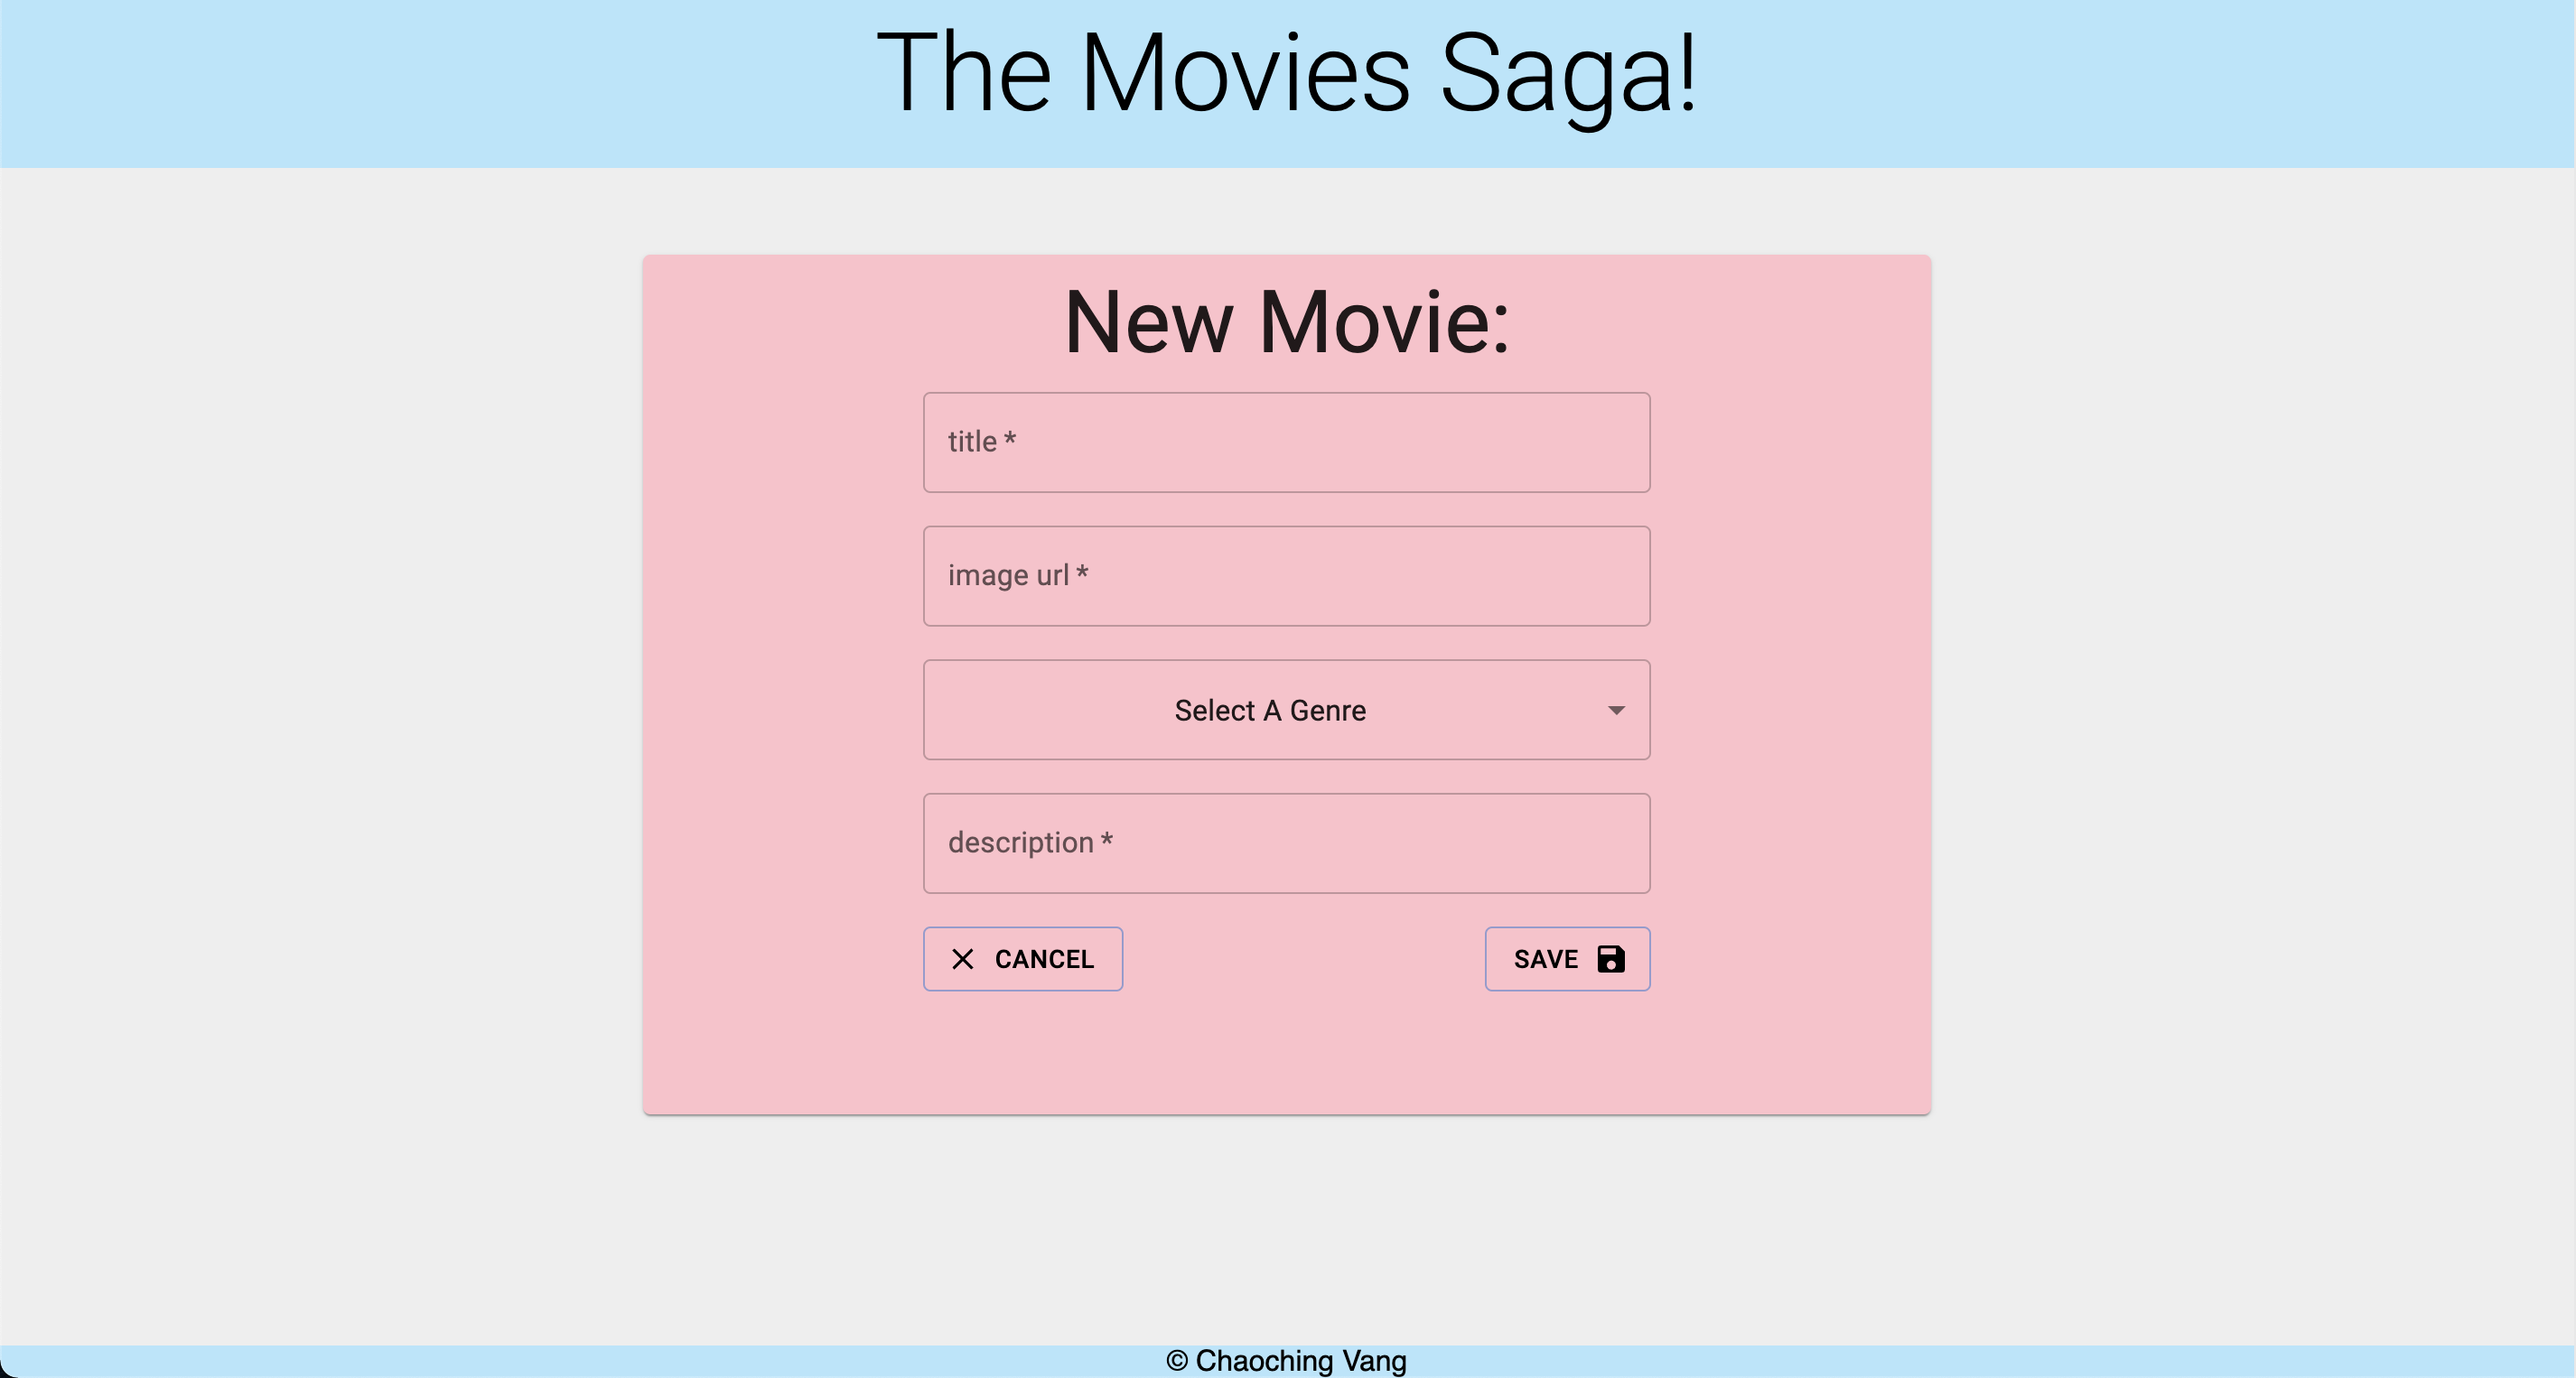 The Movies Saga!
New Movie:
title *
image url *
Select A Genre
description *
CANCEL
SAVE
© Chaoching Vang